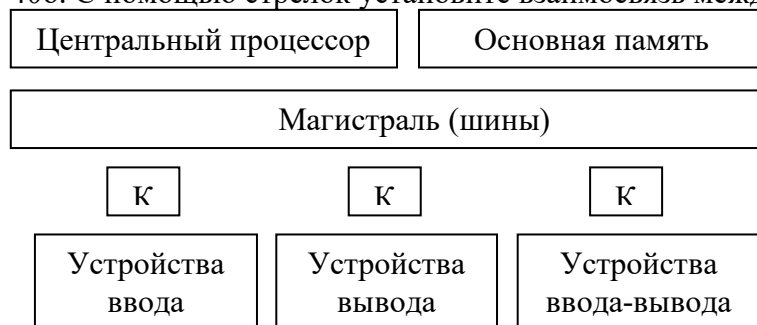 С помощью стрелок установите взаимосвязь
Центральный процессор
Основная память
Магистраль (шины)
К
К
К
Устройства
ввода
Устройства
вывода
Устройства
ввода-вывода